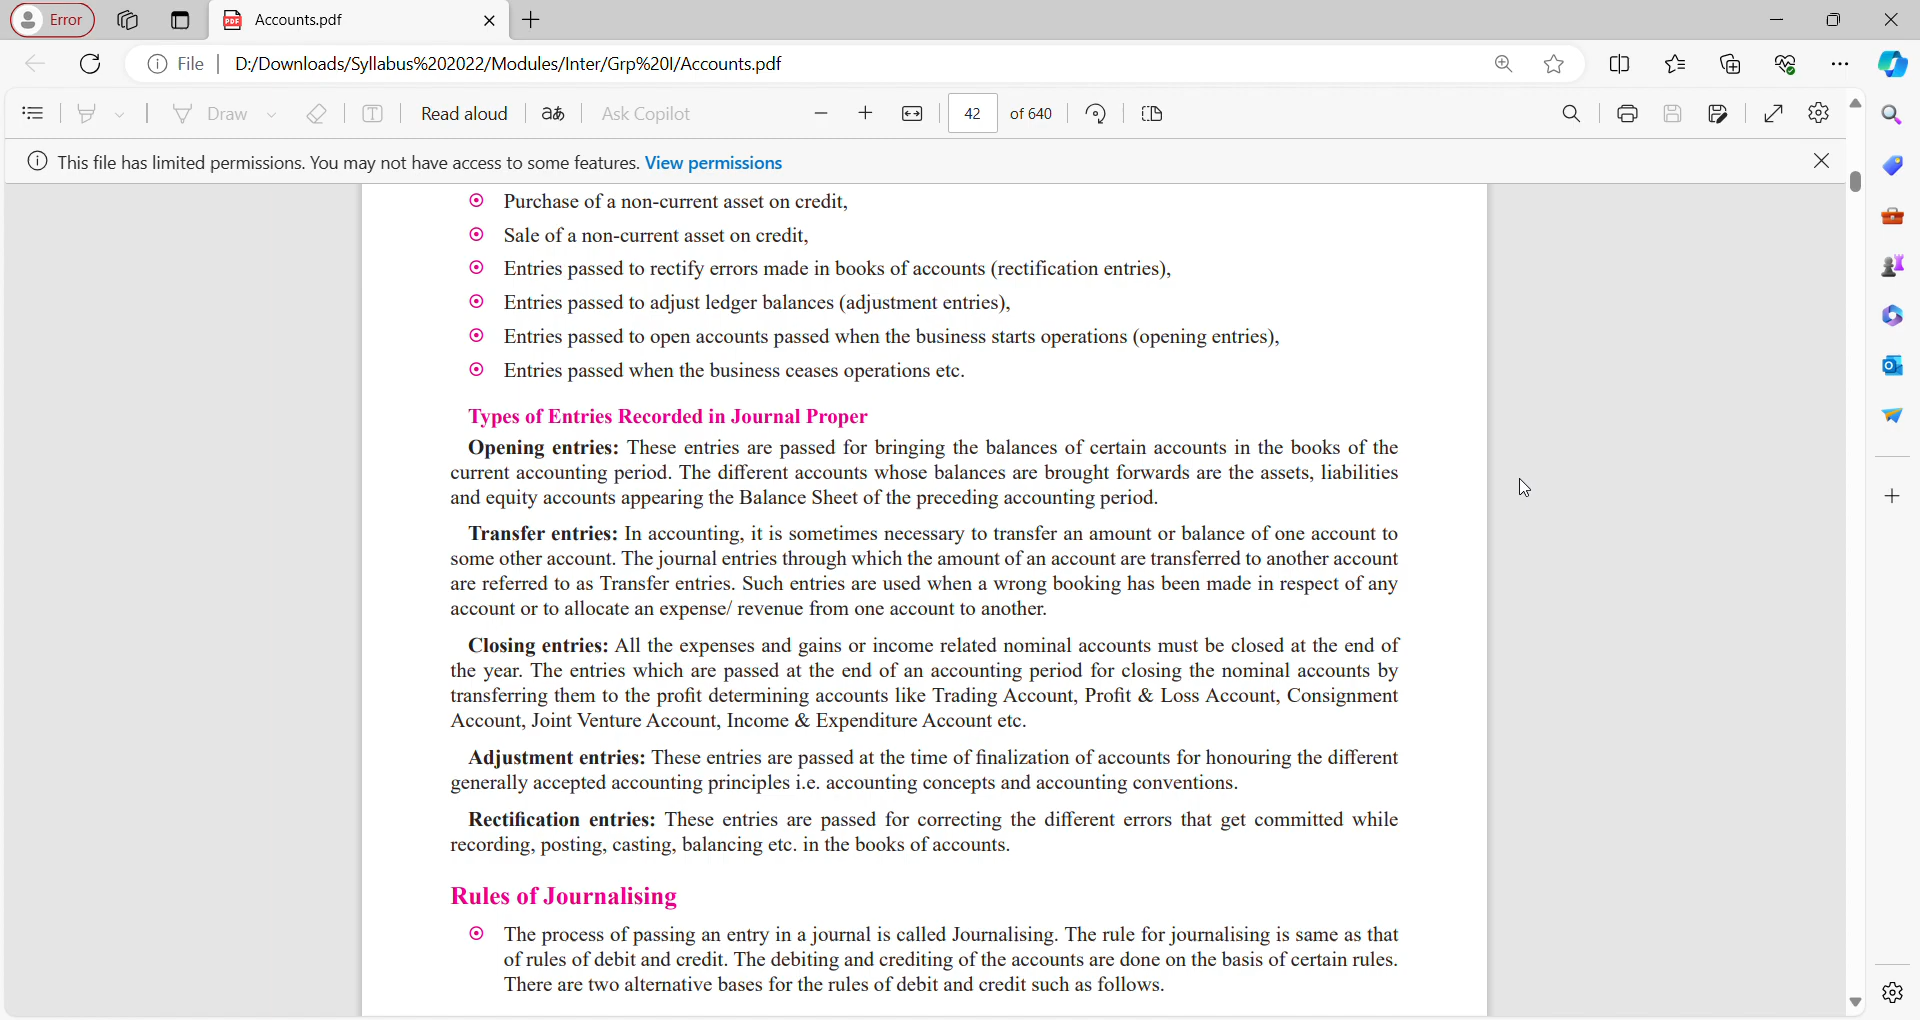 Error
Accounts.pdf
File
D:/Downloads/Syllabus%202022/Modules/Inter/Grp%20I/Accounts.pdf
Draw
Read aloud
aあ
Ask Copilot
42 of 640
This file has limited permissions. You may not have access to some features. View permissions
Purchase of a non-current asset on credit,
Sale of a non-current asset on credit,
Entries passed to rectify errors made in books of accounts (rectification entries),
Entries passed to adjust ledger balances (adjustment entries),
Entries passed to open accounts passed when the business starts operations (opening entries),
Entries passed when the business ceases operations etc.
Types of Entries Recorded in Journal Proper
Opening entries: These entries are passed for bringing the balances of certain accounts in the books of the
current accounting period. The different accounts whose balances are brought forwards are the assets, liabilities
and equity accounts appearing the Balance Sheet of the preceding accounting period.
Transfer entries: In accounting, it is sometimes necessary to transfer an amount or balance of one account to
some other account. The journal entries through which the amount of an account are transferred to another account
are referred to as Transfer entries. Such entries are used when a wrong booking has been made in respect of any
account or to allocate an expense/ revenue from one account to another.
Closing entries: All the expenses and gains or income related nominal accounts must be closed at the end of
the year. The entries which are passed at the end of an accounting period for closing the nominal accounts by
transferring them to the profit determining accounts like Trading Account, Profit & Loss Account, Consignment
Account, Joint Venture Account, Income & Expenditure Account etc.
Adjustment entries: These entries are passed at the time of finalization of accounts for honouring the different
generally accepted accounting principles i.e. accounting concepts and accounting conventions.
Rectification entries: These entries are passed for correcting the different errors that get committed while
recording, posting, casting, balancing etc. in the books of accounts.
Rules of Journalising
The process of passing an entry in a journal is called Journalising. The rule for journalising is same as that
of rules of debit and credit. The debiting and crediting of the accounts are done on the basis of certain rules.
There are two alternative bases for the rules of debit and credit such as follows.